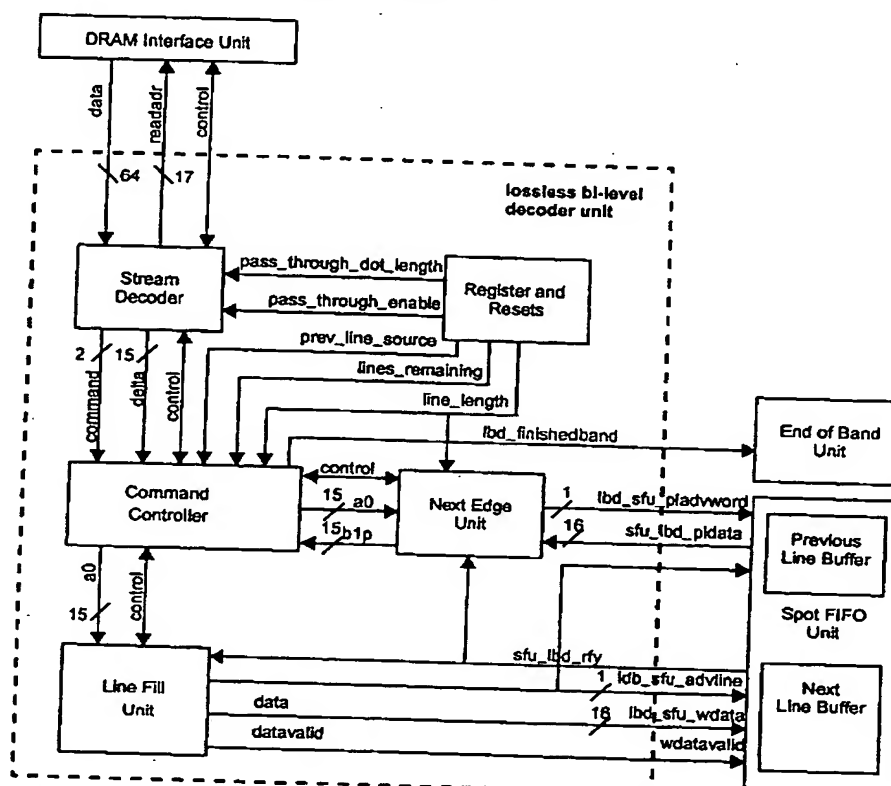 DRAM Interface Unit
data
readadr
control
64
17
lossless bi-level
decoder unit
Stream
Decoder
pass_through_dot_length
pass_through_enable
Register and
Resets
prev_line_source
lines_remaining
line_length
2
15
command
delta
control
lbd_finishedband
End of Band
Unit
Command
Controller
control
15
a0
15
b1p
Next Edge
Unit
1
lbd_sfu_pladvword
16
sfu_lbd_pldata
Previous
Line Buffer
Spot FIFO
Unit
a0
15
control
sfu_lbd_rfy
Line Fill
Unit
1
ldb_sfu_advline
data
16
lbd_sfu_wdata
datavalid
wdatavalid
Next
Line Buffer